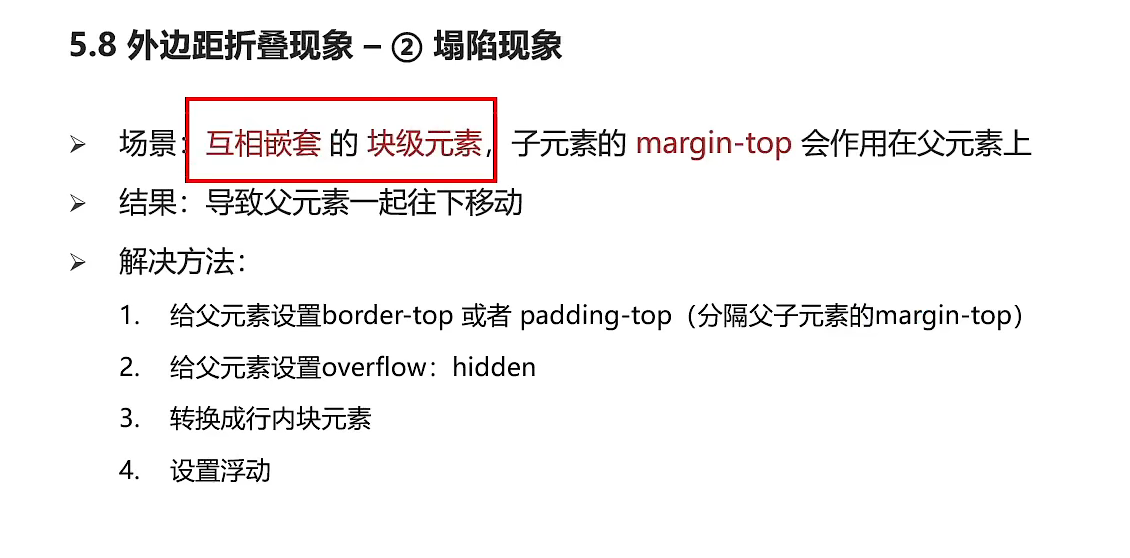 5.8 外边距折叠现象 – ② 塌陷现象
➢ 场景：互相嵌套 的 块级元素，子元素的 margin-top 会作用在父元素上
➢ 结果：导致父元素一起往下移动
➢ 解决方法：
1. 给父元素设置border-top 或者 padding-top（分隔父子元素的margin-top）
2. 给父元素设置overflow：hidden
3. 转换成行内块元素
4. 设置浮动